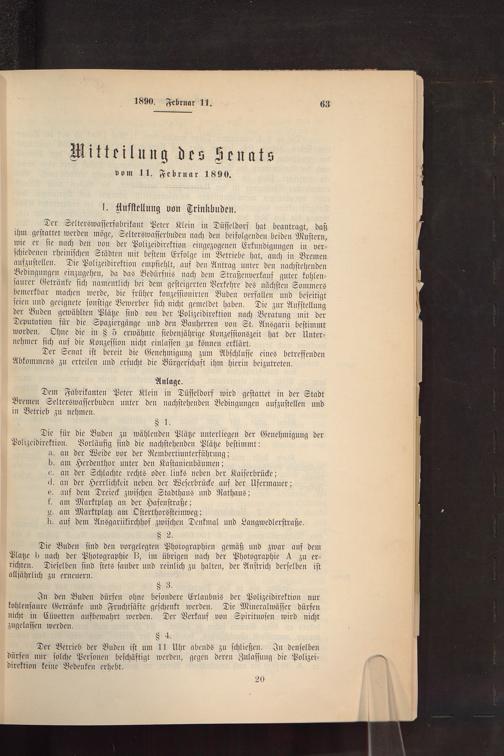 1890. Februar 11.
63
Mitteilung des Senats
vom 11. Februar 1890.
1. Aufstellung von Trinkbuden.
Der Selterswasserfabrikant Peter Klein in Düsseldorf hat beantragt, daß
ihm gestattet werden möge, Selterswasserbuden nach den beifolgenden beiden Mustern,
wie er sie nach den von der Polizeidirektion eingezogenen Erkundigungen in ver-
schiedenen rheinischen Städten mit bestem Erfolge im Betriebe hat, auch in Bremen
aufzustellen. Die Polizeidirektion empfiehlt, auf den Antrag unter den nachstehenden
Bedingungen einzugehen, da das Bedürfnis nach dem Straßenverkauf guter kohlen-
saurer Getränke sich namentlich bei dem gesteigerten Verkehre des nächsten Sommers
bemerkbar machen werde, die früher konzessionirten Buden verfallen und beseitigt
seien und geeignete sonstige Bewerber sich nicht gemeldet haben. Die zur Aufstellung
der Buden gewählten Plätze sind von der Polizeidirektion nach Beratung mit der
Deputation für die Spaziergänge und den Bauherren von St. Ansgarii bestimmt
worden. Ohne die in § 5 erwähnte siebenjährige Konzessionszeit hat der Unter-
nehmer sich auf die Konzession nicht einlassen zu können erklärt.
Der Senat ist bereit die Genehmigung zum Abschlusse eines betreffenden
Abkommens zu erteilen und ersucht die Bürgerschaft ihm hierin beizutreten.
Anlage.
Dem Fabrikanten Peter Klein in Düsseldorf wird gestattet in der Stadt
Bremen Selterswasserbuden unter den nachstehenden Bedingungen aufzustellen und
in Betrieb zu nehmen.
§ 1.
Die für die Buden zu wählenden Plätze unterliegen der Genehmigung der
Polizeidirektion. Vorläufig sind die nachstehenden Plätze bestimmt:
a. an der Weide vor der Rembertiunterführung;
b. am Herdenthor unter den Kastanienbäumen;
c. an der Schlachte rechts oder links neben der Kaiserbrücke;
d. an der Herrlichkeit neben der Weserbrücke auf der Ufermauer;
e. auf dem Dreieck zwischen Stadthaus und Rathaus;
f. am Marktplatz an der Hafenstraße;
g. am Marktplatz am Osterthorssteinweg;
h. auf dem Ansgariikirchhof zwischen Denkmal und Langwedlerstraße.
§ 2.
Die Buden sind den vorgelegten Photographien gemäß und zwar auf dem
Platze b nach der Photographie B, im übrigen nach der Photographie A zu er-
richten. Dieselben sind stets sauber und reinlich zu halten, der Anstrich derselben ist
alljährlich zu erneuern.
§ 3.
In den Buden dürfen ohne besondere Erlaubnis der Polizeidirektion nur
kohlensaure Getränke und Fruchtsäfte geschenkt werden. Die Mineralwässer dürfen
nicht in Cüvetten aufbewahrt werden. Der Verkauf von Spirituosen wird nicht
zugelassen werden.
§ 4.
Der Betrieb der Buden ist um 11 Uhr abends zu schließen. In denselben
dürfen nur solche Personen beschäftigt werden, gegen deren Zulassung die Polizei-
direktion keine Bedenken erhebt.
20